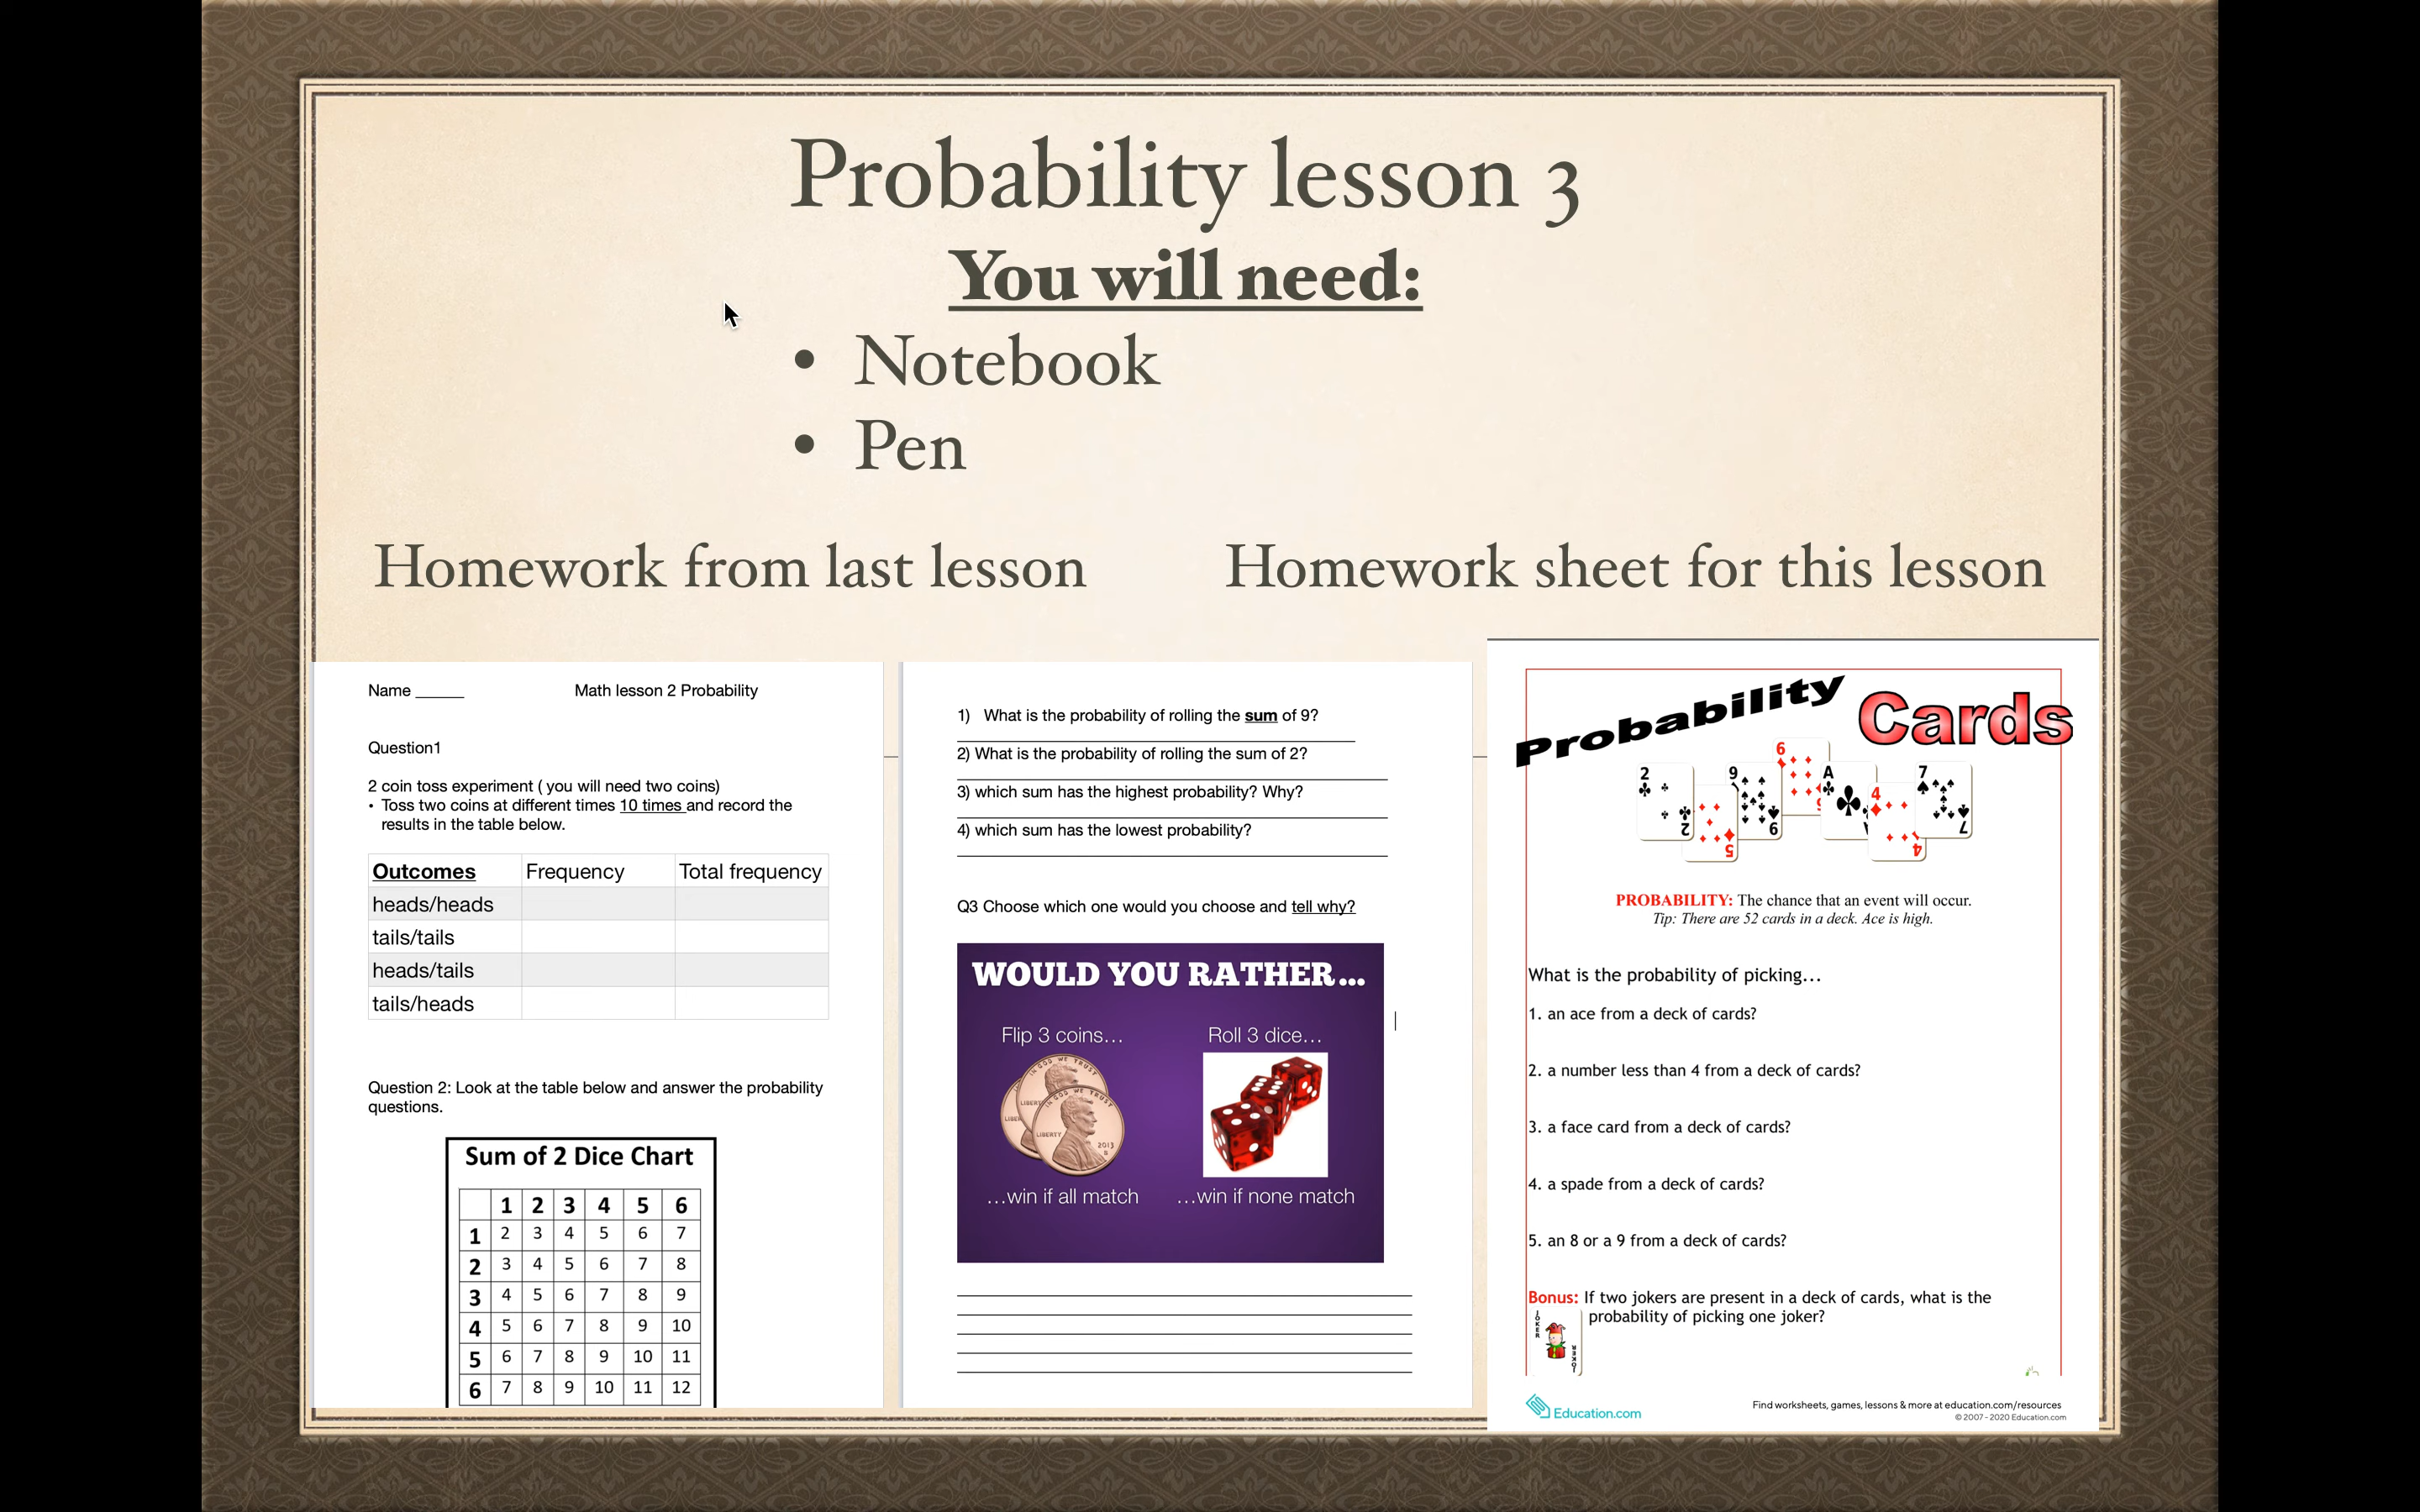 Probability lesson 3
You will need:
• Notebook
• Pen
Homework from last lesson
Homework sheet for this lesson
Name ______ Math lesson 2 Probability
Question1
2 coin toss experiment ( you will need two coins)
• Toss two coins at different times 10 times and record the
results in the table below.
Outcomes Frequency Total frequency
heads/heads
tails/tails
heads/tails
tails/heads
Question 2: Look at the table below and answer the probability
questions.
Sum of 2 Dice Chart
1 2 3 4 5 6
1 2 3 4 5 6 7
2 3 4 5 6 7 8
3 4 5 6 7 8 9
4 5 6 7 8 9 10
5 6 7 8 9 10 11
6 7 8 9 10 11 12
1) What is the probability of rolling the sum of 9?
2) What is the probability of rolling the sum of 2?
3) which sum has the highest probability? Why?
4) which sum has the lowest probability?
Q3 Choose which one would you choose and tell why?
WOULD YOU RATHER...
Flip 3 coins... Roll 3 dice...
LIBERTY
2013
...win if all match ...win if none match
Probability Cards
2 5 9 6 A 4 7
PROBABILITY: The chance that an event will occur.
Tip: There are 52 cards in a deck. Ace is high.
What is the probability of picking...
1. an ace from a deck of cards?
2. a number less than 4 from a deck of cards?
3. a face card from a deck of cards?
4. a spade from a deck of cards?
5. an 8 or a 9 from a deck of cards?
Bonus: If two jokers are present in a deck of cards, what is the
probability of picking one joker?
JOKER
JOKER
Education.com
Find worksheets, games, lessons & more at education.com/resources
© 2007 - 2020 Education.com